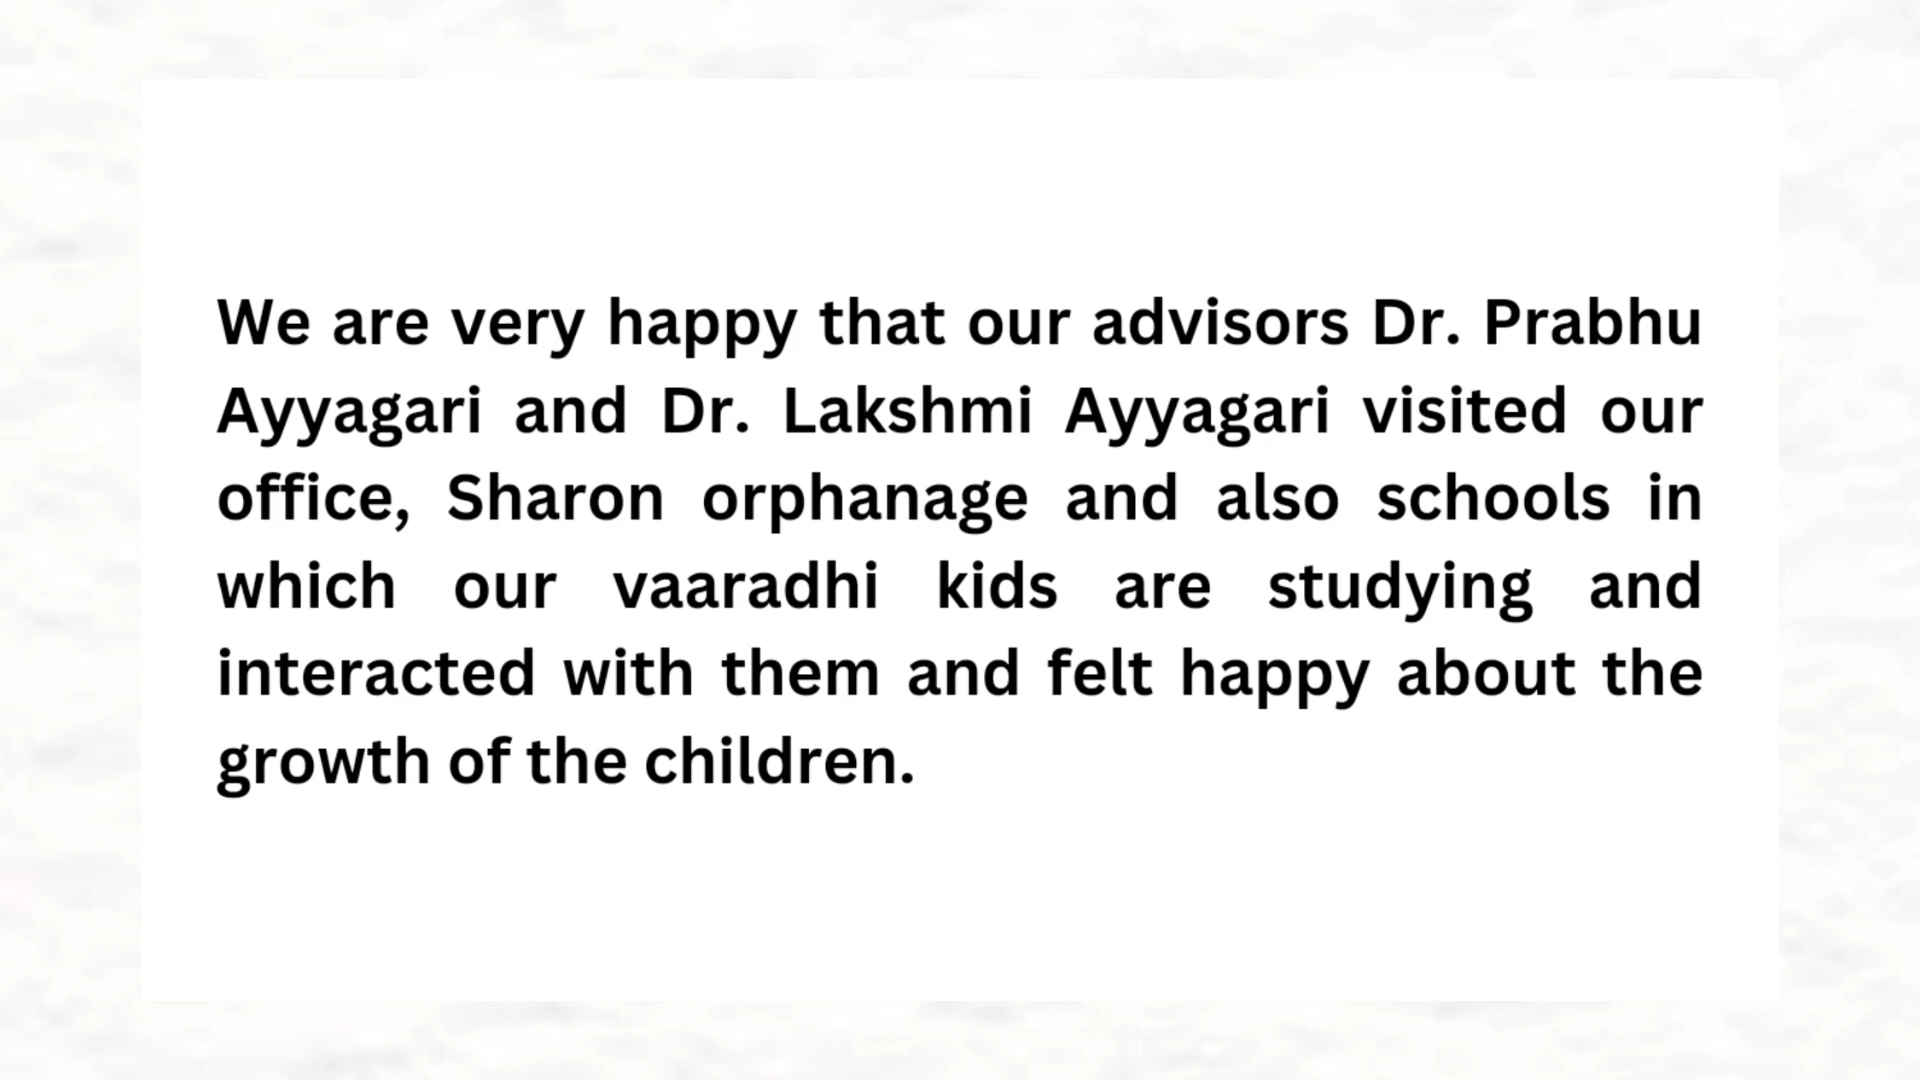 We are very happy that our advisors Dr. Prabhu
Ayyagari and Dr. Lakshmi Ayyagari visited our
office, Sharon orphanage and also schools in
which our vaaradhi kids are studying and
interacted with them and felt happy about the
growth of the children.